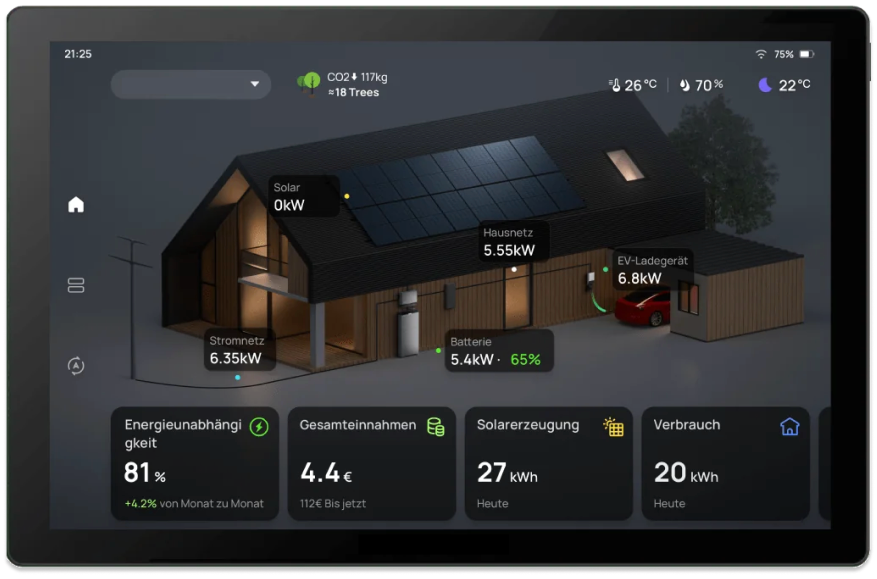 21:25
75%
CO2⬇117kg
≈18 Trees
26°C
70%
22°C
Solar
0kW
Hausnetz
5.55kW
EV-Ladegerät
6.8kW
Stromnetz
6.35kW
Batterie
5.4kW · 65%
Energieunabhängi
gkeit
81 %
+4.2% von Monat zu Monat
Gesamteinnahmen
4.4 €
112€ Bis jetzt
Solarerzeugung
27 kWh
Heute
Verbrauch
20 kWh
Heute